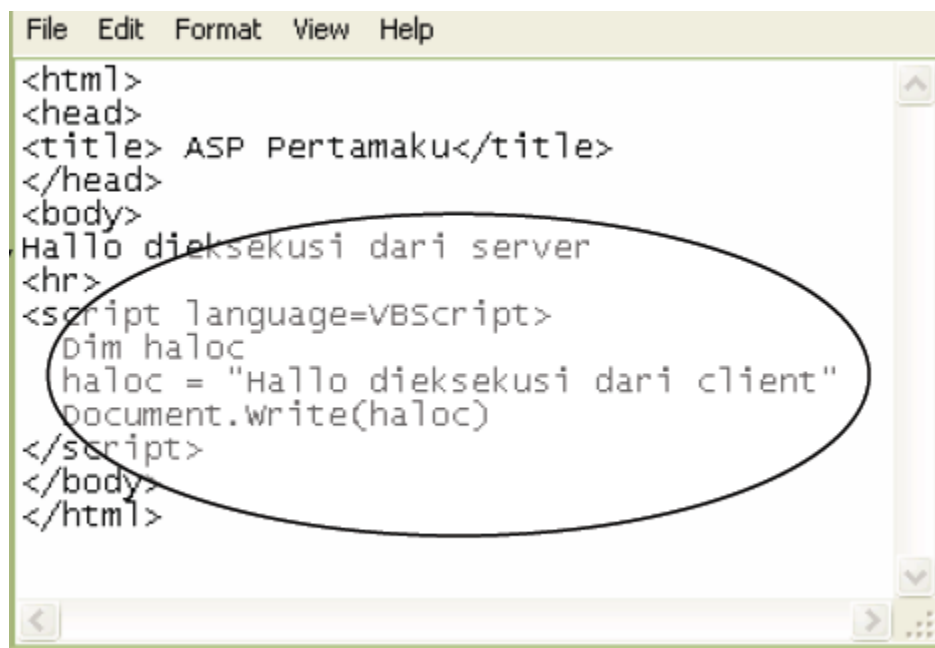 File Edit Format View Help
<html>
<head>
<title> ASP Pertamaku</title>
</head>
<body>
Hallo dieksekusi dari server
<hr>
<script language=VBScript>
Dim haloc
haloc = "Hallo dieksekusi dari client"
Document.Write(haloc)
</script>
</body>
</html>